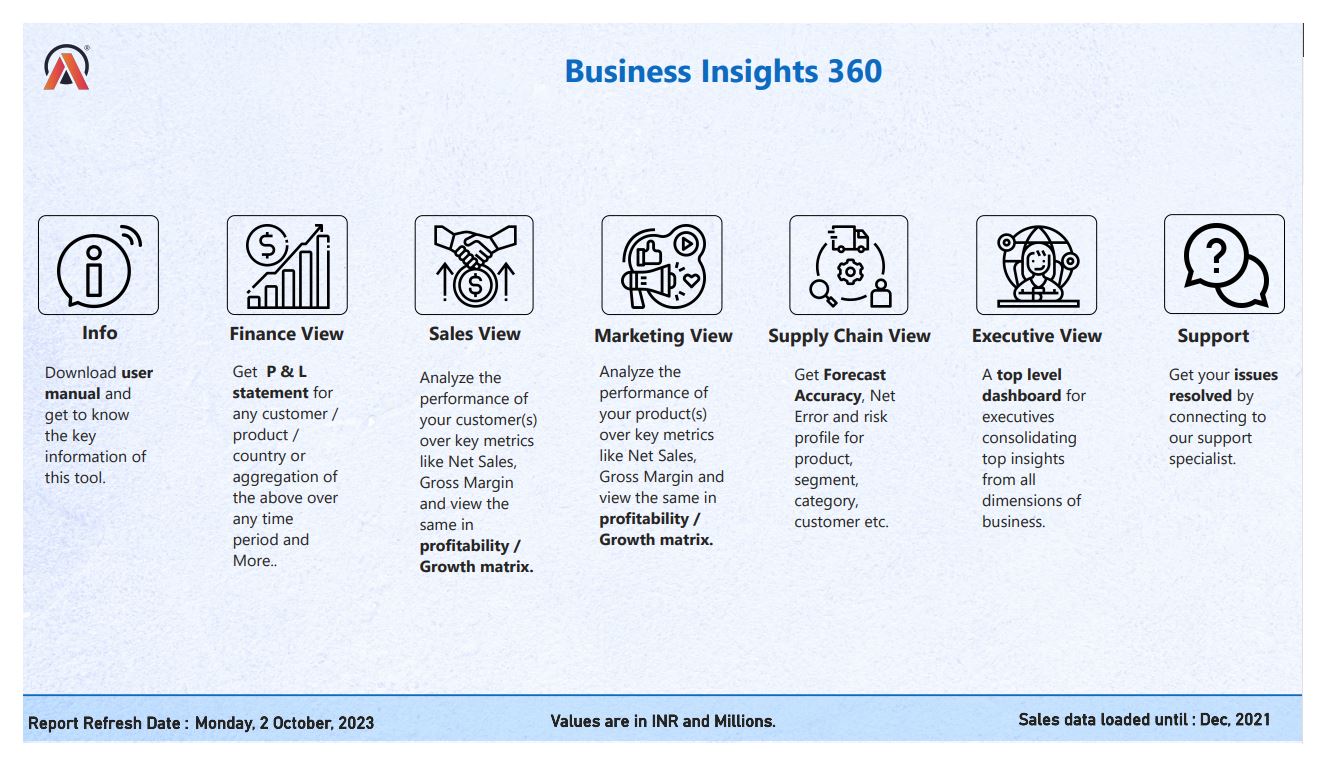 ®
Business Insights 360
Info
Download user
manual and
get to know
the key
information of
this tool.
Finance View
Get  P & L
statement for
any customer /
product /
country or
aggregation of
the above over
any time
period and
More..
Sales View
Analyze the
performance of
your customer(s)
over key metrics
like Net Sales,
Gross Margin
and view the
same in
profitability /
Growth matrix.
Marketing View
Analyze the
performance of
your product(s)
over key metrics
like Net Sales,
Gross Margin and
view the same in
profitability /
Growth matrix.
Supply Chain View
Get Forecast
Accuracy, Net
Error and risk
profile for
product,
segment,
category,
customer etc.
Executive View
A top level
dashboard for
executives
consolidating
top insights
from all
dimensions of
business.
Support
Get your issues
resolved by
connecting to
our support
specialist.
Report Refresh Date : Monday, 2 October, 2023
Values are in INR and Millions.
Sales data loaded until : Dec, 2021